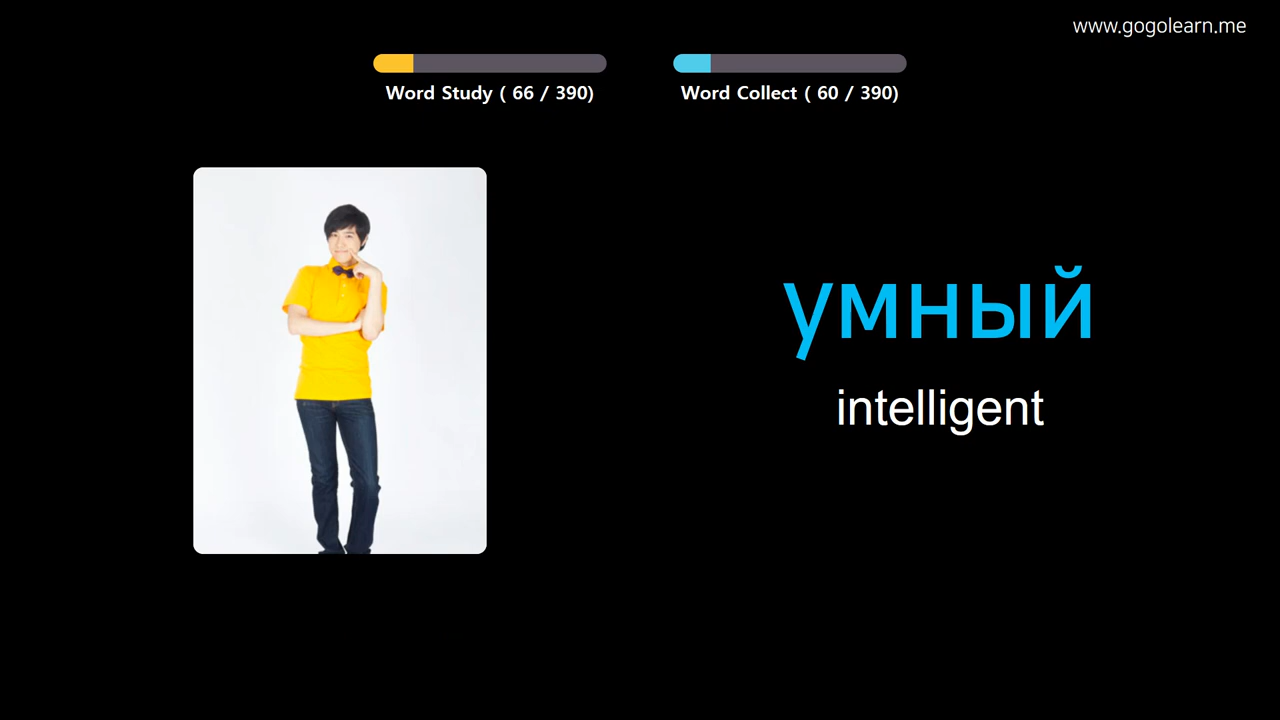 www.gogolearn.me
Word Study ( 66 / 390)
Word Collect ( 60 / 390)
умный
intelligent